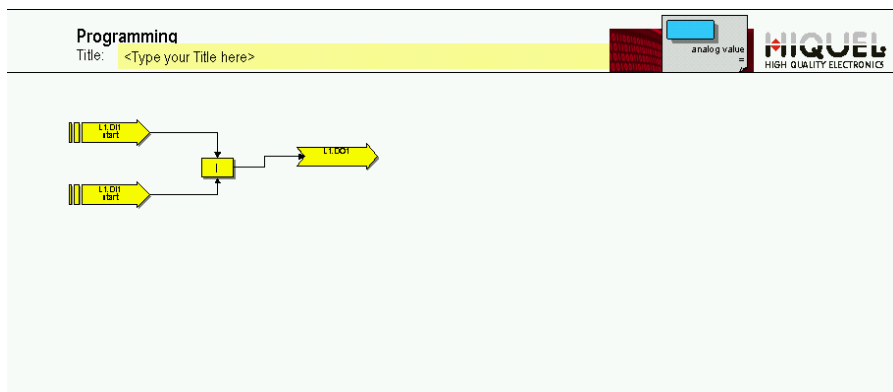 Programming
Title: <Type your Title here>
analog value
=
HIQUEL
HIGH QUALITY ELECTRONICS
L1.DI1
start
L1.DO1
I
L1.DI1
start